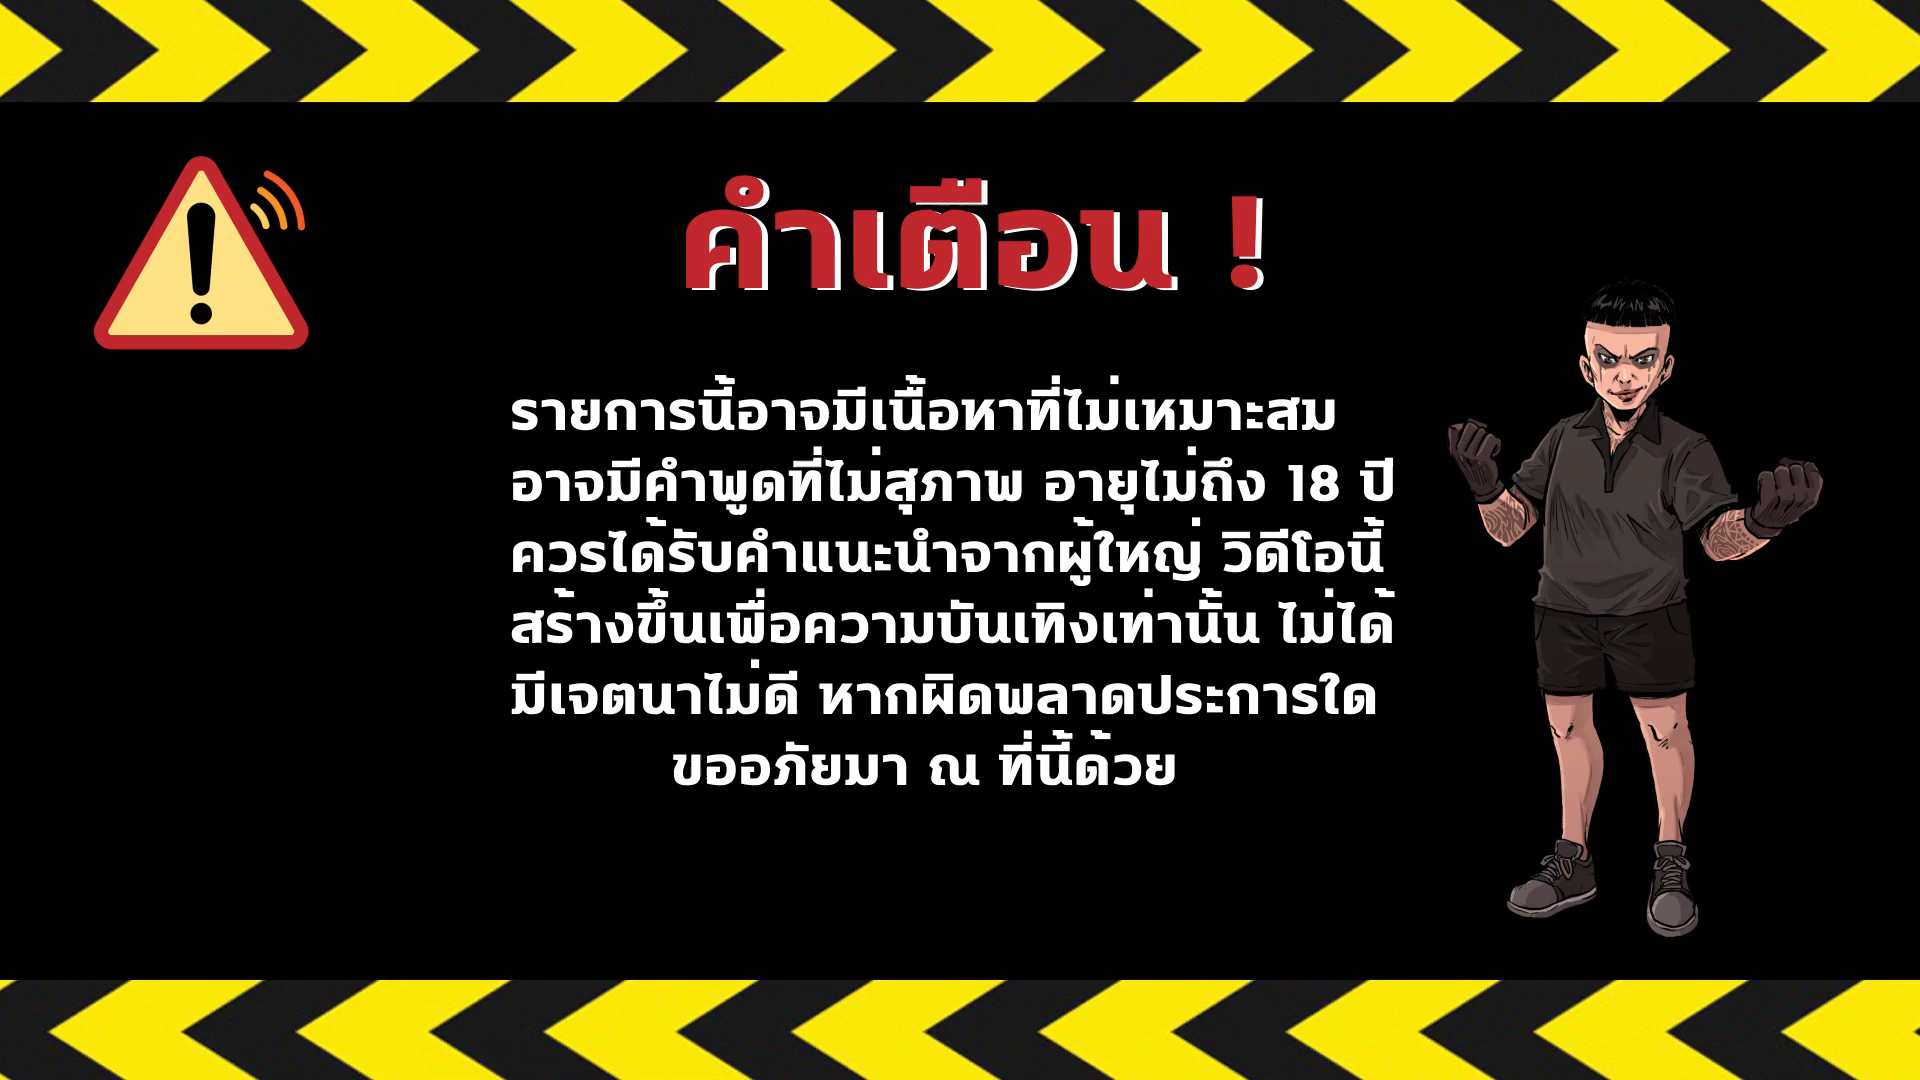 คำเตือน !
รายการนี้อาจมีเนื้อหาที่ไม่เหมาะสม
อาจมีคำพูดที่ไม่สุภาพ อายุไม่ถึง 18 ปี
ควรได้รับคำแนะนำจากผู้ใหญ่ วิดีโอนี้
สร้างขึ้นเพื่อความบันเทิงเท่านั้น ไม่ได้
มีเจตนาไม่ดี หากผิดพลาดประการใด
ขออภัยมา ณ ที่นี้ด้วย